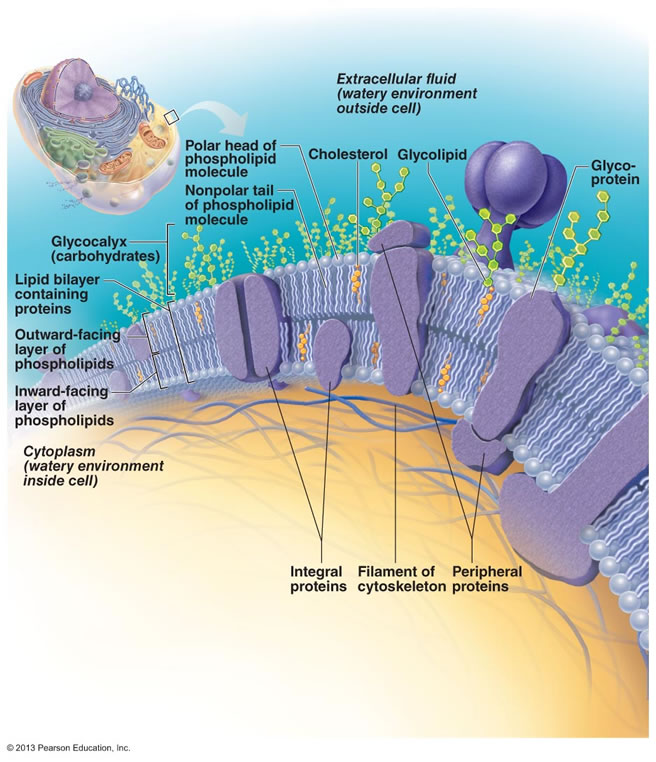 Extracellular fluid
(watery environment
outside cell)
Polar head of
phospholipid
molecule
Cholesterol
Glycolipid
Glyco-
protein
Nonpolar tail
of phospholipid
molecule
Glycocalyx
(carbohydrates)
Lipid bilayer
containing
proteins
Outward-facing
layer of
phospholipids
Inward-facing
layer of
phospholipids
Cytoplasm
(watery environment
inside cell)
Integral
proteins
Filament of
cytoskeleton
Peripheral
proteins
© 2013 Pearson Education, Inc.